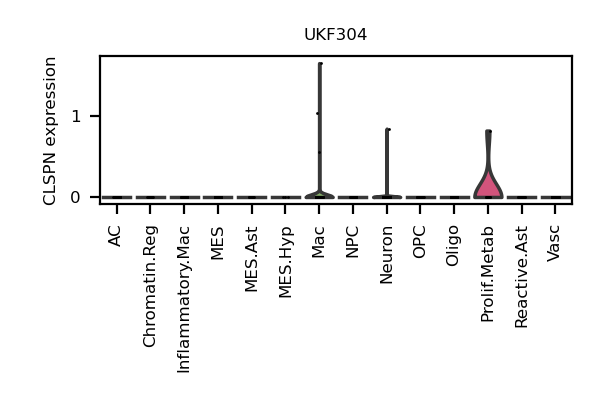 UKF304
CLSPN expression
1
0
AC
Chromatin.Reg
Inflammatory.Mac
MES
MES.Ast
MES.Hyp
Mac
NPC
Neuron
OPC
Oligo
Prolif.Metab
Reactive.Ast
Vasc